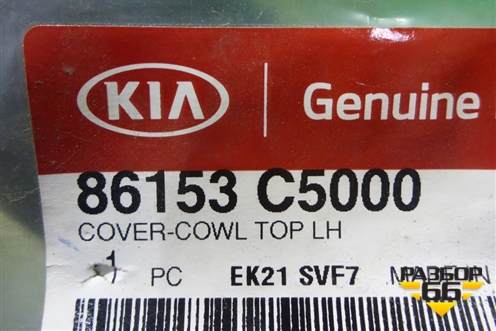 KIA Genuine
86153 C5000
COVER-COWL TOP LH
1 PC EK21 SVF7
РАЗБОР
66